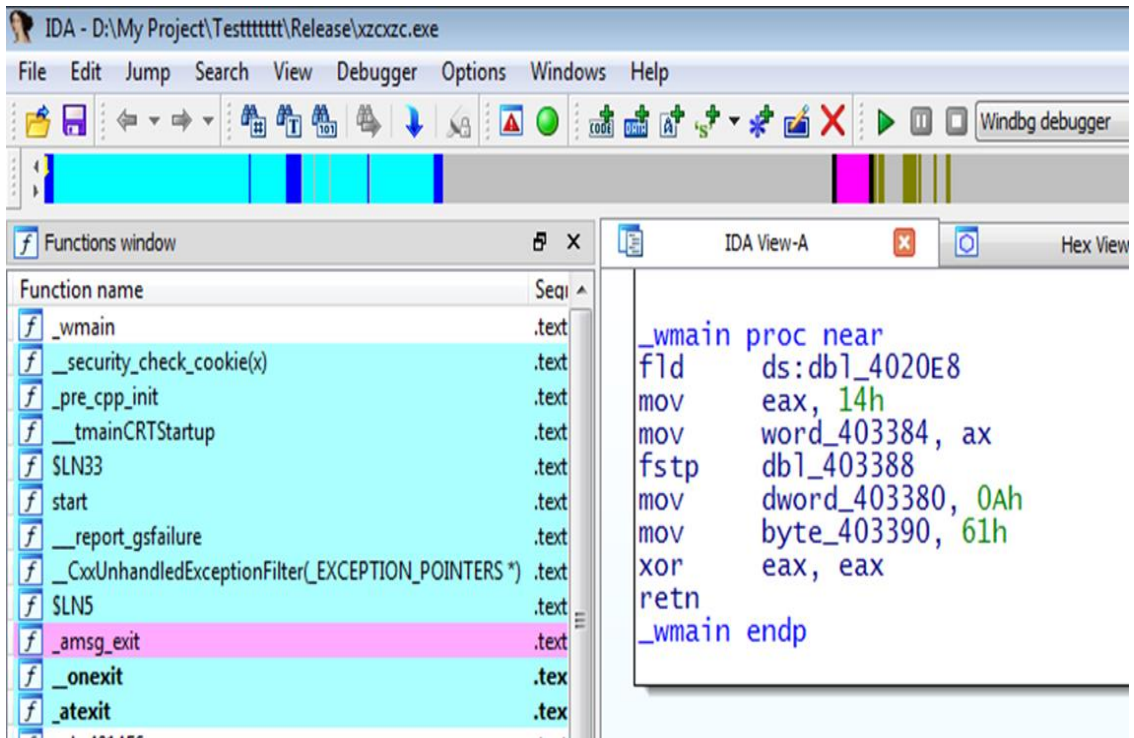 IDA - D:\My Project\Testttttttt\Release\xzcxzc.exe
File Edit Jump Search View Debugger Options Windows Help
Windbg debugger
Functions window
Function name Seg
_wmain .text
__security_check_cookie(x) .text
_pre_cpp_init .text
__tmainCRTStartup .text
$LN33 .text
start .text
__report_gsfailure .text
__CxxUnhandledExceptionFilter(_EXCEPTION_POINTERS *) .text
$LN5 .text
_amsg_exit .text
__onexit .tex
_atexit .tex
IDA View-A
Hex View
_wmain proc near
fld ds:dbl_4020E8
mov eax, 14h
mov word_403384, ax
fstp dbl_403388
mov dword_403380, 0Ah
mov byte_403390, 61h
xor eax, eax
retn
_wmain endp